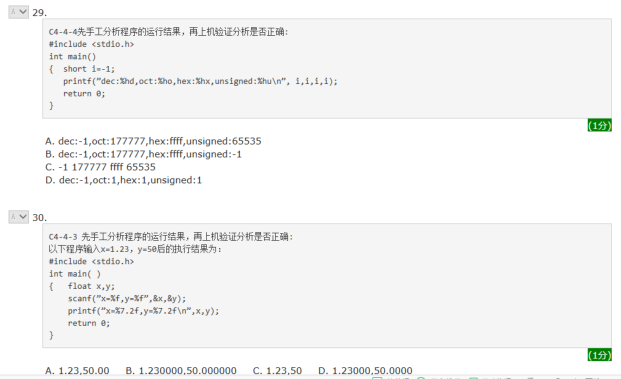 A 29.
C4-4-4先手工分析程序的运行结果，再上机验证分析是否正确:
#include <stdio.h>
int main()
{  short i=-1;
printf("dec:%hd,oct:%ho,hex:%hx,unsigned:%hu\n", i,i,i,i);
return 0;
}
(1分)
A. dec:-1,oct:177777,hex:ffff,unsigned:65535
B. dec:-1,oct:177777,hex:ffff,unsigned:-1
C. -1 177777 ffff 65535
D. dec:-1,oct:1,hex:1,unsigned:1
A 30.
C4-4-3 先手工分析程序的运行结果，再上机验证分析是否正确:
以下程序输入x=1.23，y=50后的执行结果为:
#include <stdio.h>
int main( )
{   float x,y;
scanf("x=%f,y=%f",&x,&y);
printf("x=%7.2f,y=%7.2f\n",x,y);
return 0;
}
(1分)
A. 1.23,50.00 B. 1.230000,50.000000 C. 1.23,50 D. 1.23000,50.0000